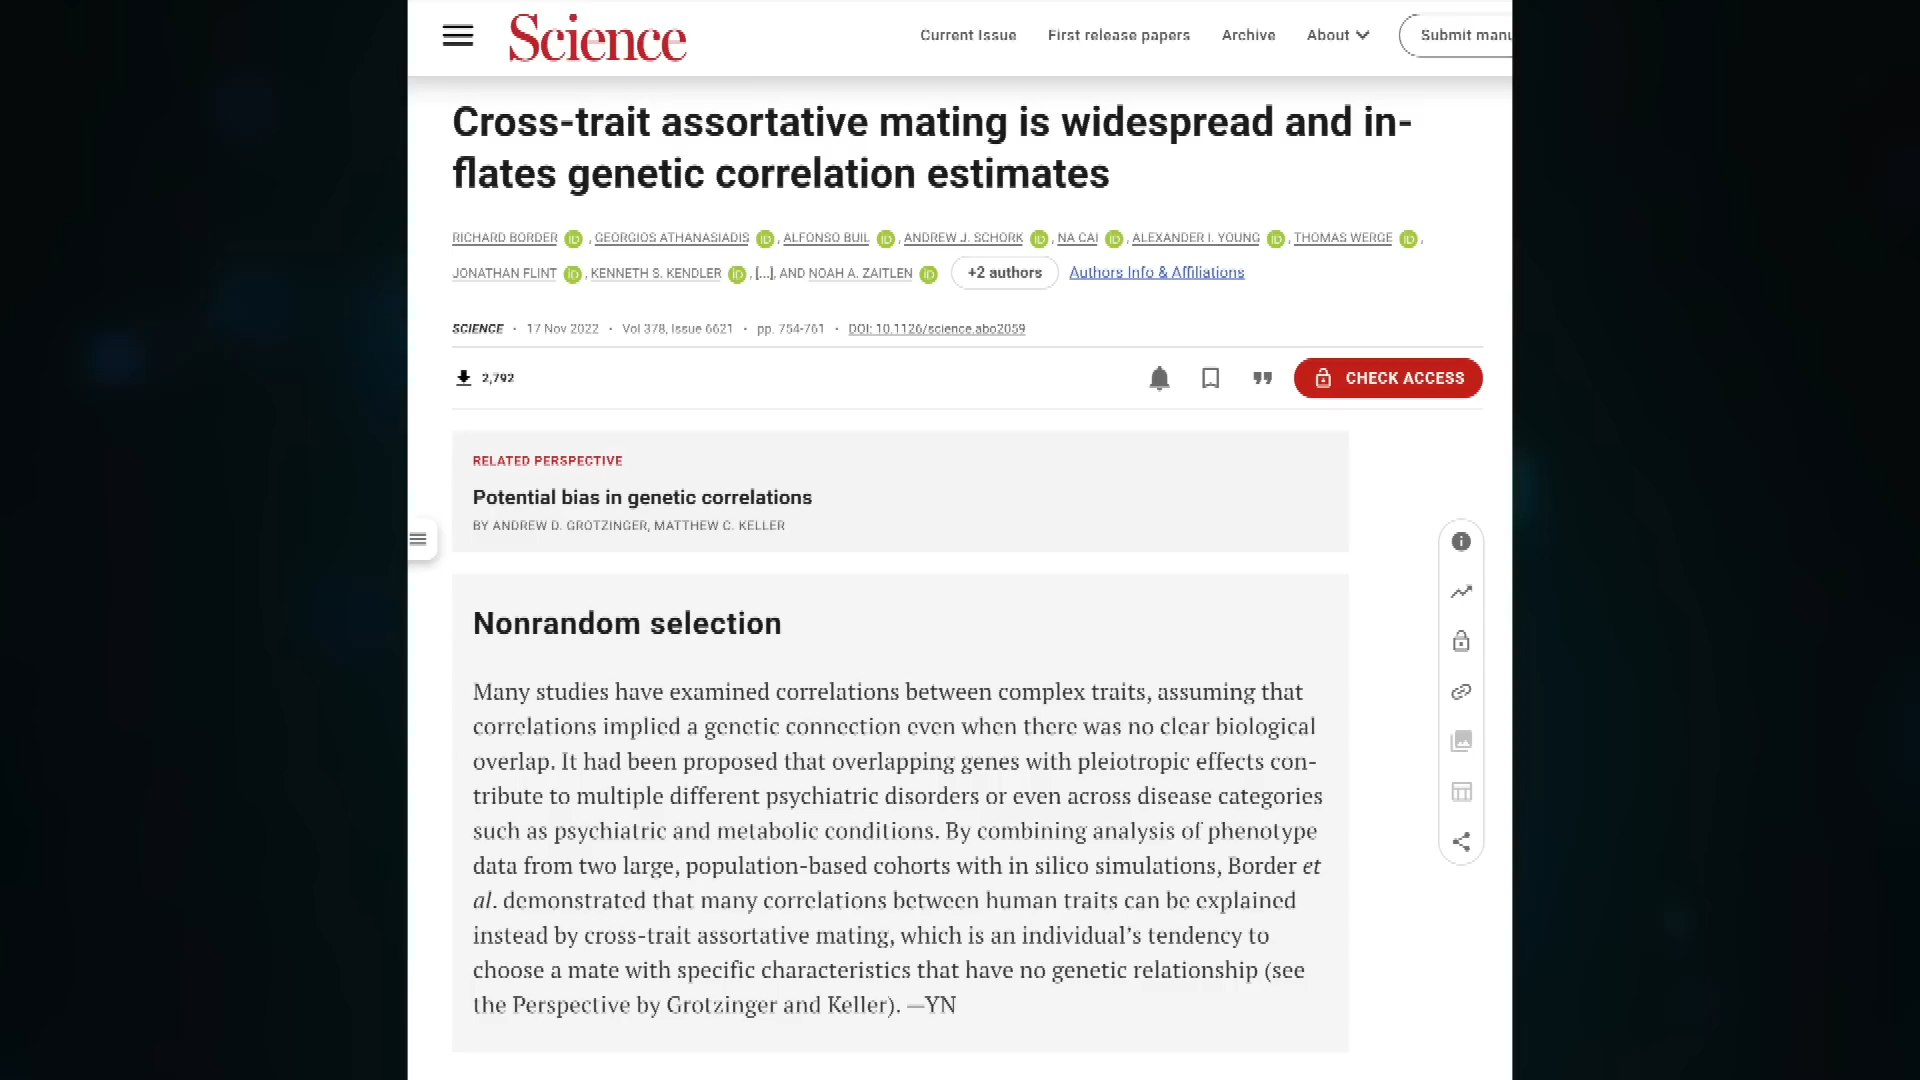 Science
Current Issue First release papers Archive About Submit manu
Cross-trait assortative mating is widespread and in-
flates genetic correlation estimates
RICHARD BORDER iD, GEORGIOS ATHANASIADIS iD, ALFONSO BUIL iD, ANDREW J. SCHORK iD, NA CAI iD, ALEXANDER I. YOUNG iD, THOMAS WERGE iD,
JONATHAN FLINT iD, KENNETH S. KENDLER iD, [...], AND NOAH A. ZAITLEN iD +2 authors Authors Info & Affiliations
SCIENCE · 17 Nov 2022 · Vol 378, Issue 6621 · pp. 754-761 · DOI: 10.1126/science.abo2059
2,792 CHECK ACCESS
RELATED PERSPECTIVE
Potential bias in genetic correlations
BY ANDREW D. GROTZINGER, MATTHEW C. KELLER
Nonrandom selection
Many studies have examined correlations between complex traits, assuming that
correlations implied a genetic connection even when there was no clear biological
overlap. It had been proposed that overlapping genes with pleiotropic effects con-
tribute to multiple different psychiatric disorders or even across disease categories
such as psychiatric and metabolic conditions. By combining analysis of phenotype
data from two large, population-based cohorts with in silico simulations, Border et
al. demonstrated that many correlations between human traits can be explained
instead by cross-trait assortative mating, which is an individual's tendency to
choose a mate with specific characteristics that have no genetic relationship (see
the Perspective by Grotzinger and Keller). —YN